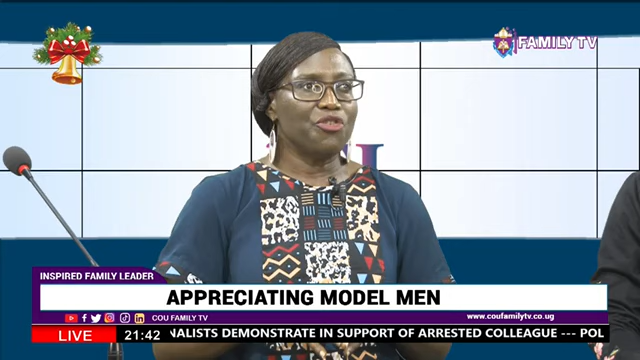 FAMILY TV
INSPIRED FAMILY LEADER
APPRECIATING MODEL MEN
COU FAMILY TV
www.coufamilytv.co.ug
LIVE
21:42
NALISTS DEMONSTRATE IN SUPPORT OF ARRESTED COLLEAGUE --- POL